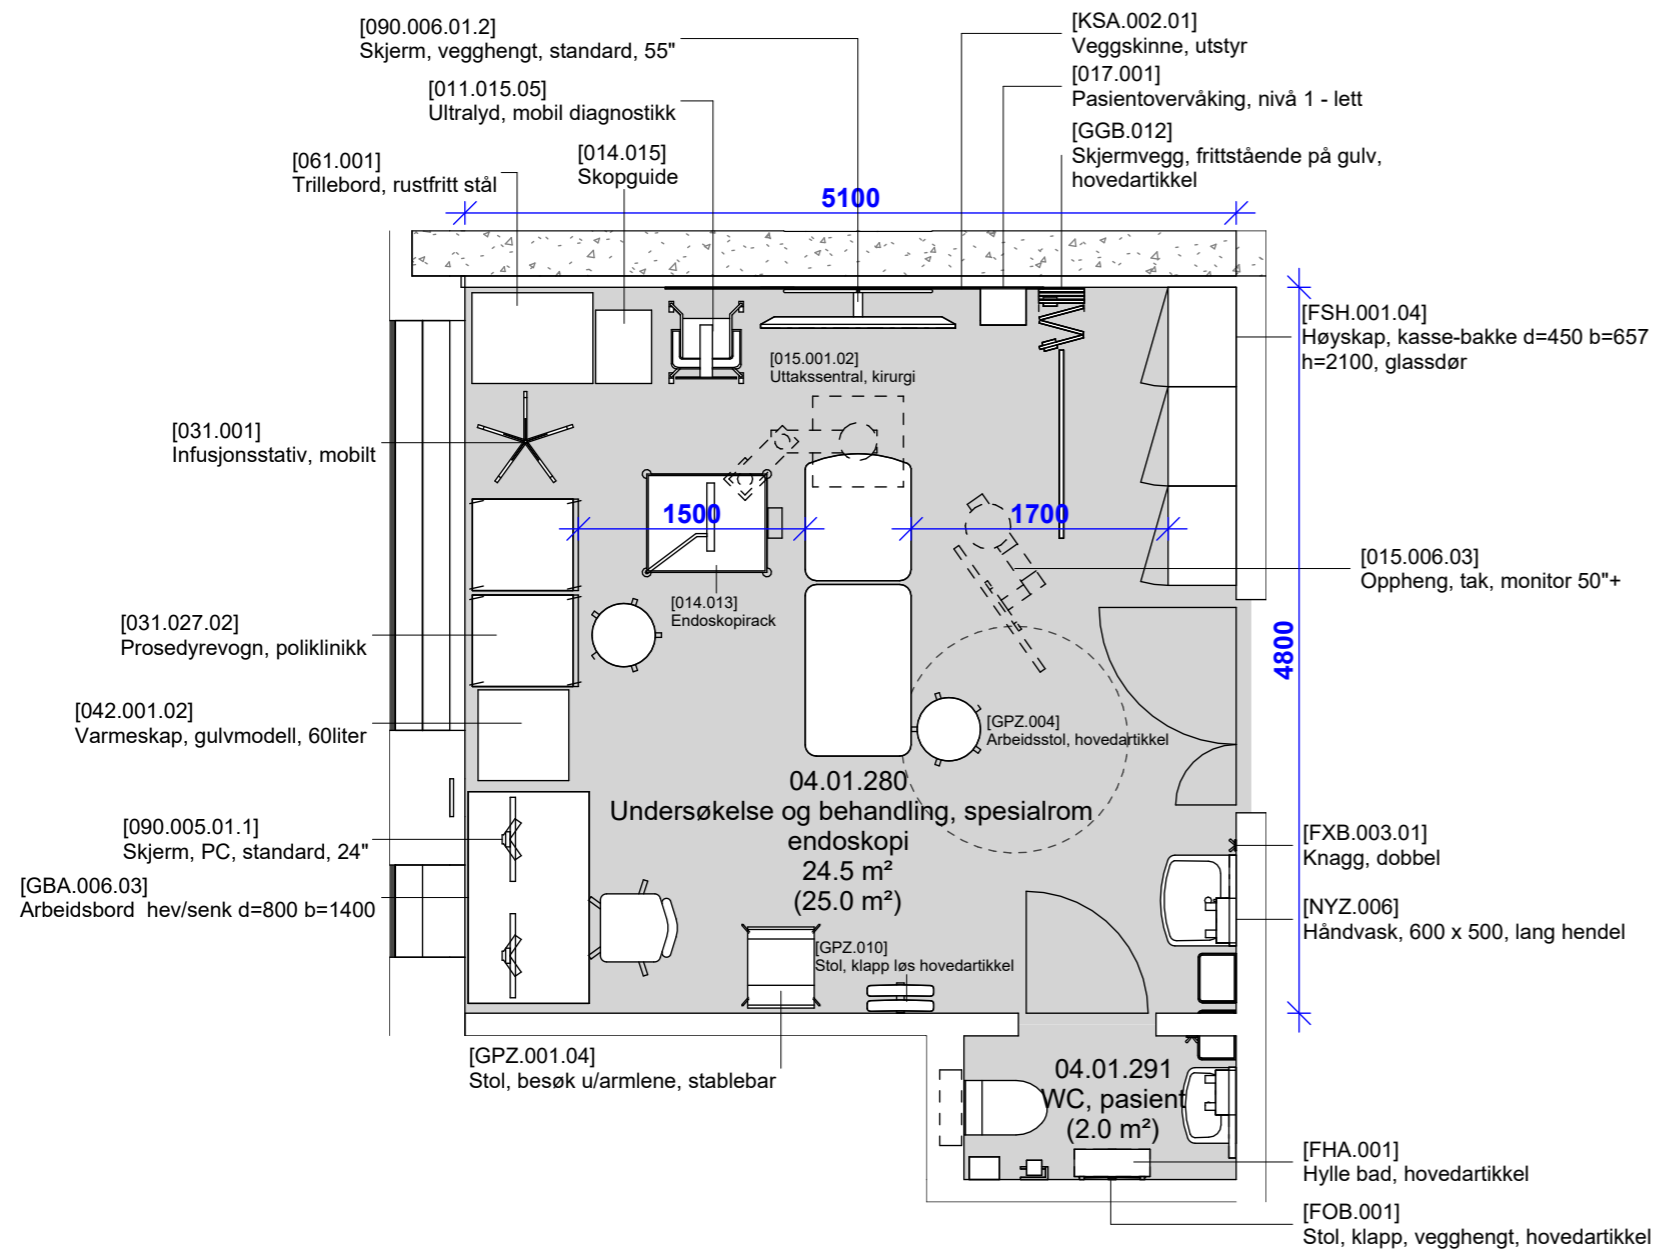 [090.006.01.2]
Skjerm, vegghengt, standard, 55"
[KSA.002.01]
Veggskinne, utstyr
[011.015.05]
Ultralyd, mobil diagnostikk
[017.001]
Pasientovervåking, nivå 1 - lett
[061.001]
Trillebord, rustfritt stål
[014.015]
Skopguide
[GGB.012]
Skjermvegg, frittstående på gulv,
hovedartikkel
5100
[FSH.001.04]
Høyskap, kasse-bakke d=450 b=657
h=2100, glassdør
[015.001.02]
Uttakssentral, kirurgi
[031.001]
Infusjonsstativ, mobilt
1500
1700
[015.006.03]
Oppheng, tak, monitor 50"+
[014.013]
Endoskopirack
[031.027.02]
Prosedyrevogn, poliklinikk
4800
[042.001.02]
Varmeskap, gulvmodell, 60liter
[GPZ.004]
Arbeidsstol, hovedartikkel
04.01.280
Undersøkelse og behandling, spesialrom
endoskopi
24.5 m²
(25.0 m²)
[090.005.01.1]
Skjerm, PC, standard, 24"
[FXB.003.01]
Knagg, dobbel
[GBA.006.03]
Arbeidsbord  hev/senk d=800 b=1400
[NYZ.006]
Håndvask, 600 x 500, lang hendel
[GPZ.010]
Stol, klapp løs hovedartikkel
[GPZ.001.04]
Stol, besøk u/armlene, stablebar
04.01.291
WC, pasient
(2.0 m²)
[FHA.001]
Hylle bad, hovedartikkel
[FOB.001]
Stol, klapp, vegghengt, hovedartikkel